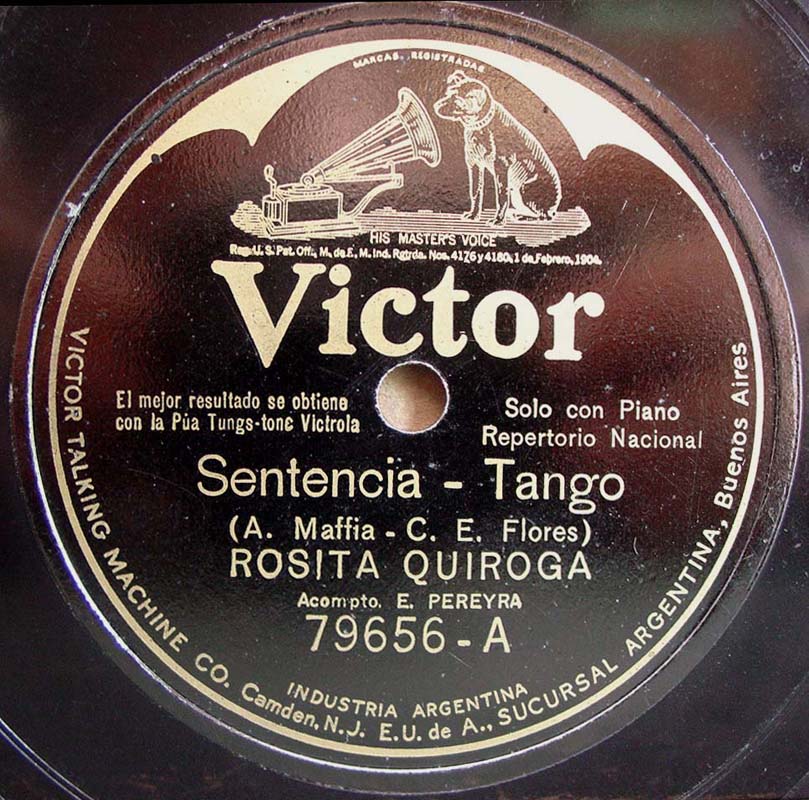 MARCAS REGISTRADAS
HIS MASTER'S VOICE
Reg. U.S. Pat. Off., M. de F., M. Ind. Rgtrda. Nos. 4176 y 4180, 1 de Febrero, 1904.
Victor
El mejor resultado se obtiene
con la Púa Tungs-tone Victrola
Solo con Piano
Repertorio Nacional
Sentencia - Tango
(A. Maffia - C. E. Flores)
ROSITA QUIROGA
Acompto. E. PEREYRA
79656 - A
INDUSTRIA ARGENTINA
VICTOR TALKING MACHINE CO. Camden, N.J. E.U. de A., SUCURSAL ARGENTINA, Buenos Aires